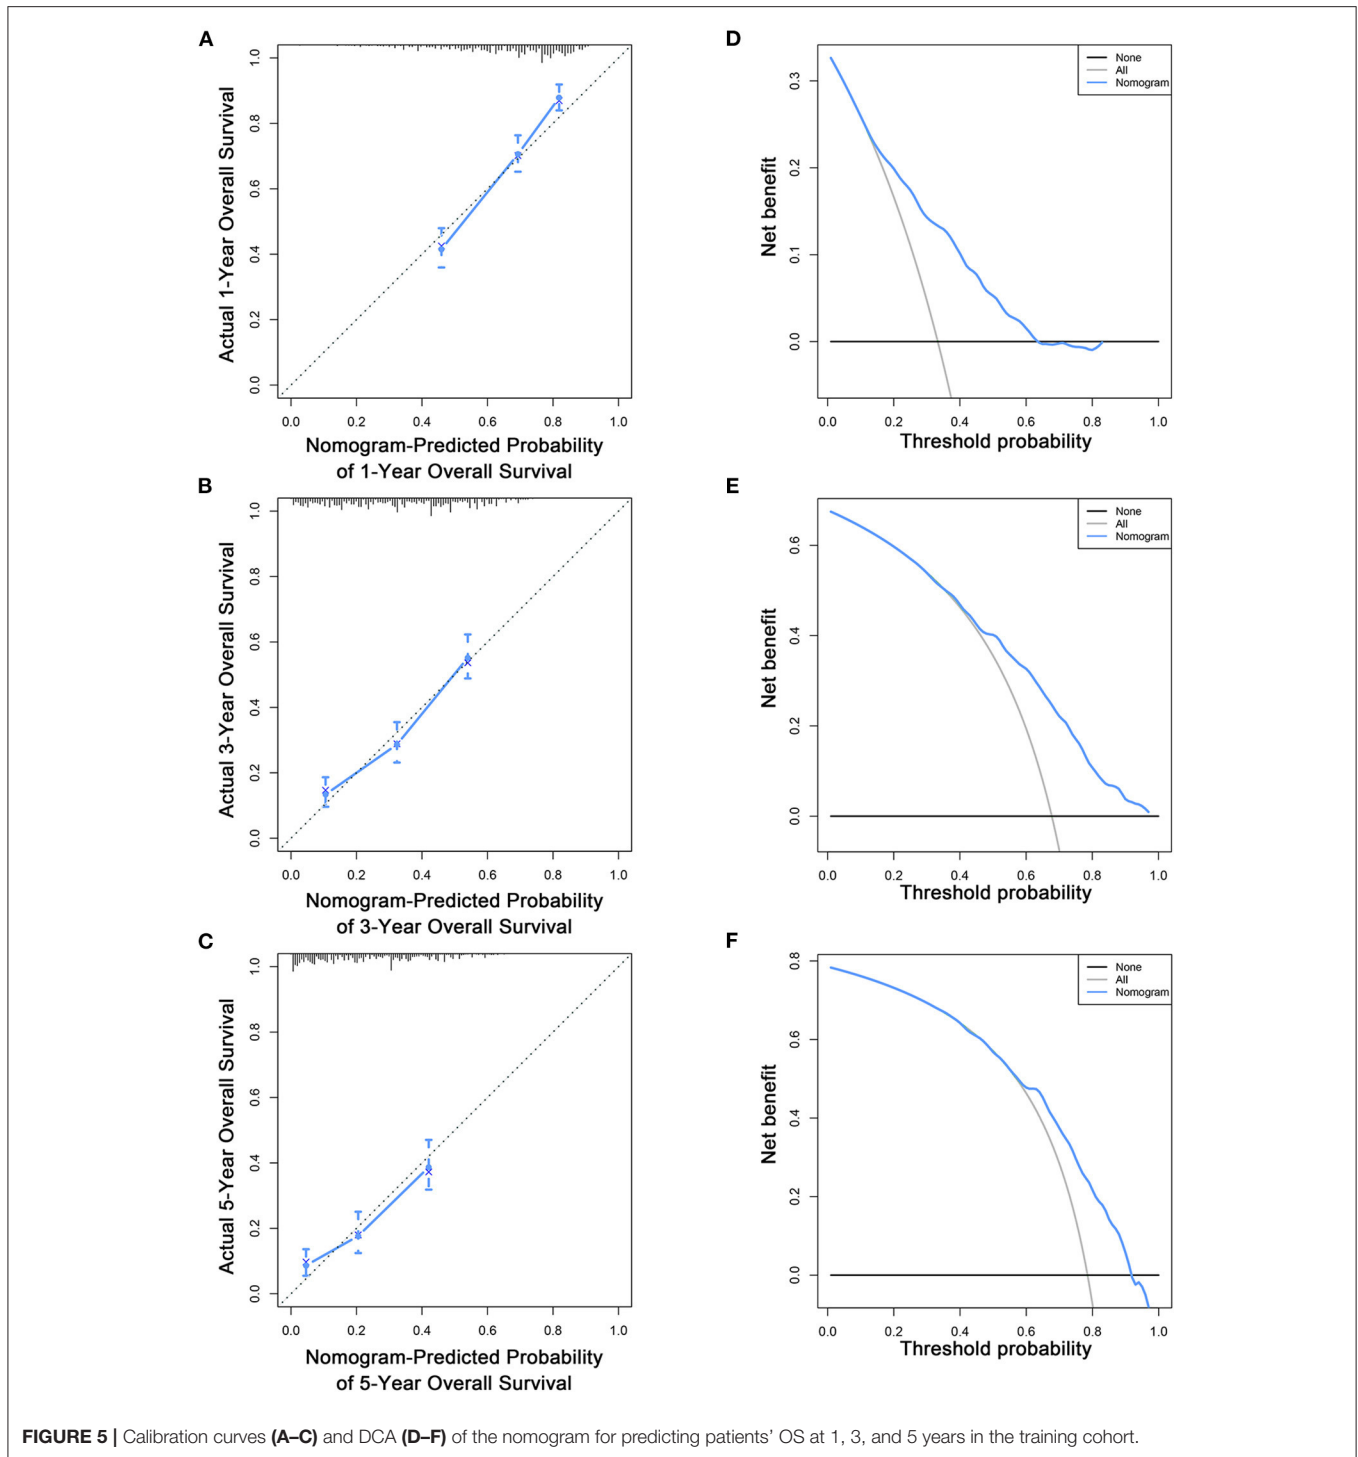 A
Actual 1-Year Overall Survival
1.0
0.8
0.6
0.4
0.2
0.0
0.0 0.2 0.4 0.6 0.8 1.0
Nomogram-Predicted Probability
of 1-Year Overall Survival
D
Net benefit
0.3
0.2
0.1
0.0
None
All
Nomogram
0.0 0.2 0.4 0.6 0.8 1.0
Threshold probability
B
Actual 3-Year Overall Survival
1.0
0.8
0.6
0.4
0.2
0.0
0.0 0.2 0.4 0.6 0.8 1.0
Nomogram-Predicted Probability
of 3-Year Overall Survival
E
Net benefit
0.6
0.4
0.2
0.0
None
All
Nomogram
0.0 0.2 0.4 0.6 0.8 1.0
Threshold probability
C
Actual 5-Year Overall Survival
1.0
0.8
0.6
0.4
0.2
0.0
0.0 0.2 0.4 0.6 0.8 1.0
Nomogram-Predicted Probability
of 5-Year Overall Survival
F
Net benefit
0.8
0.6
0.4
0.2
0.0
None
All
Nomogram
0.0 0.2 0.4 0.6 0.8 1.0
Threshold probability
FIGURE 5 | Calibration curves (A–C) and DCA (D–F) of the nomogram for predicting patients' OS at 1, 3, and 5 years in the training cohort.